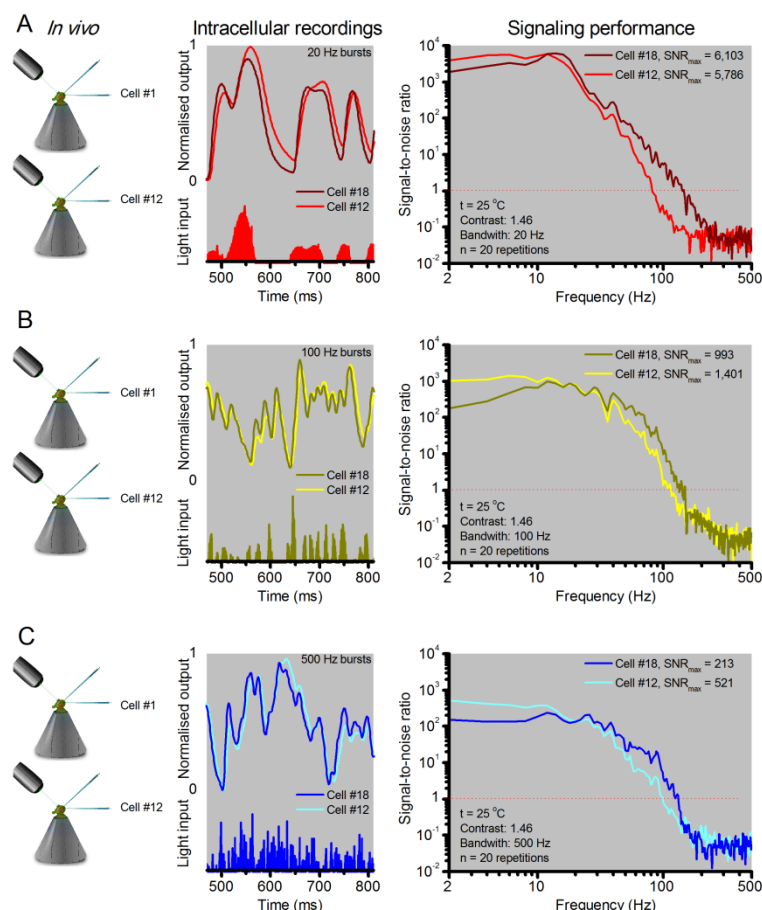 A In vivo Intracellular recordings Signaling performance
Cell #1
Cell #12
Normalised output
1
0
20 Hz bursts
Cell #18
Cell #12
Light input
500 600 700 800
Time (ms)
Signal-to-noise ratio
10^4
10^3
10^2
10^1
1
10^-1
10^-2
Cell #18, SNRmax = 6,103
Cell #12, SNRmax = 5,786
t = 25 °C
Contrast: 1.46
Bandwith: 20 Hz
n = 20 repetitions
2 10 100 500
Frequency (Hz)
B
Cell #1
Cell #12
Normalised output
1
0
100 Hz bursts
Cell #18
Cell #12
Light input
500 600 700 800
Time (ms)
Signal-to-noise ratio
10^4
10^3
10^2
10^1
1
10^-1
10^-2
Cell #18, SNRmax = 993
Cell #12, SNRmax = 1,401
t = 25 °C
Contrast: 1.46
Bandwith: 100 Hz
n = 20 repetitions
2 10 100 500
Frequency (Hz)
C
Cell #1
Cell #12
Normalised output
1
0
500 Hz bursts
Cell #18
Cell #12
Light input
500 600 700 800
Time (ms)
Signal-to-noise ratio
10^4
10^3
10^2
10^1
1
10^-1
10^-2
Cell #18, SNRmax = 213
Cell #12, SNRmax = 521
t = 25 °C
Contrast: 1.46
Bandwith: 500 Hz
n = 20 repetitions
2 10 100 500
Frequency (Hz)